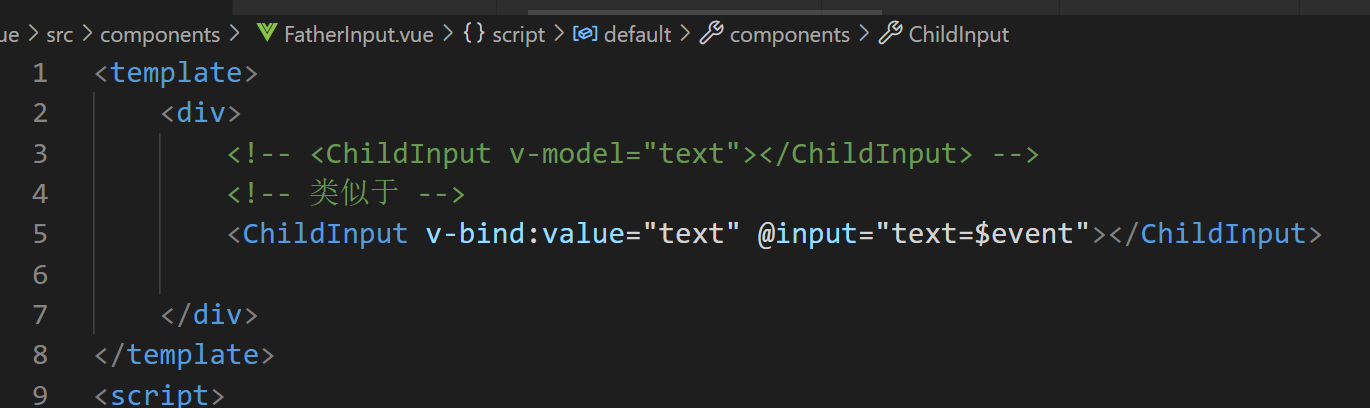 ue > src > components > FatherInput.vue > {} script > default > components > ChildInput
1 <template>
2 <div>
3 <!-- <ChildInput v-model="text"></ChildInput> -->
4 <!-- 类似于 -->
5 <ChildInput v-bind:value="text" @input="text=$event"></ChildInput>
6
7 </div>
8 </template>
9 <script>